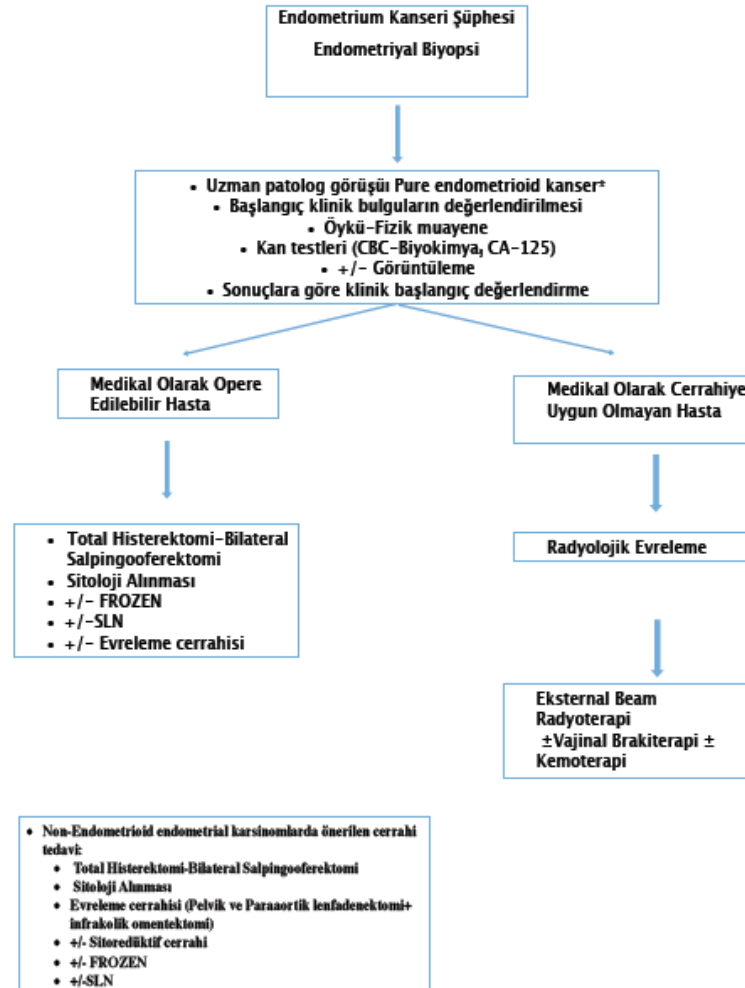 Endometrium Kanseri Şüphesi
Endometriyal Biyopsi
• Uzman patolog görüşüı Pure endometrioid kanser*
• Başlangıç klinik bulguların değerlendirilmesi
• Öykü-Fizik muayene
• Kan testleri (CBC-Biyokimya, CA-125)
• +/- Görüntüleme
• Sonuçlara göre klinik başlangıç değerlendirme
Medikal Olarak Opere
Edilebilir Hasta
Medikal Olarak Cerrahiye
Uygun Olmayan Hasta
• Total Histerektomi-Bilateral
Salpingooferektomi
• Sitoloji Alınması
• +/- FROZEN
• +/-SLN
• +/- Evreleme cerrahisi
Radyolojik Evreleme
Eksternal Beam
Radyoterapi
±Vajinal Brakiterapi ±
Kemoterapi
• Non-Endometrioid endometrial karsinomlarda önerilen cerrahi
tedavi:
• Total Histerektomi-Bilateral Salpingooferektomi
• Sitoloji Alınması
• Evreleme cerrahisi (Pelvik ve Paraaortik lenfadenektomi+
infrakolik omentektomi)
• +/- Sitoredüktif cerrahi
• +/- FROZEN
• +/-SLN